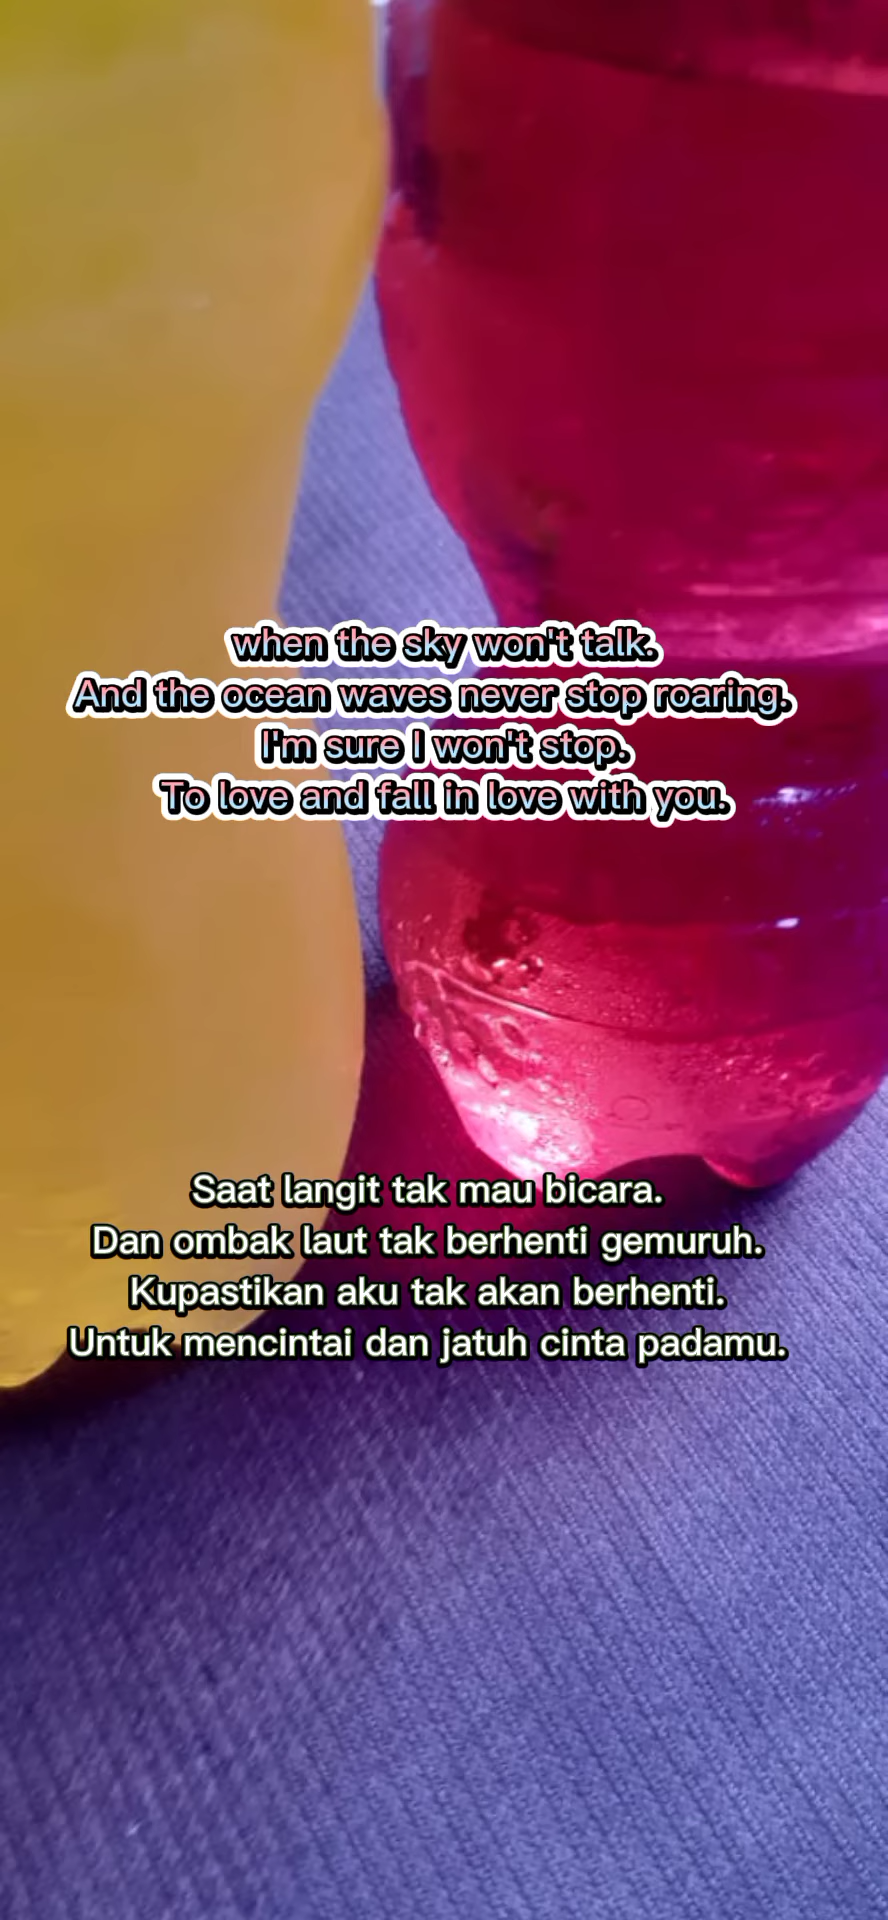 when the sky won't talk.
And the ocean waves never stop roaring.
I'm sure I won't stop.
To love and fall in love with you.
Saat langit tak mau bicara.
Dan ombak laut tak berhenti gemuruh.
Kupastikan aku tak akan berhenti.
Untuk mencintai dan jatuh cinta padamu.